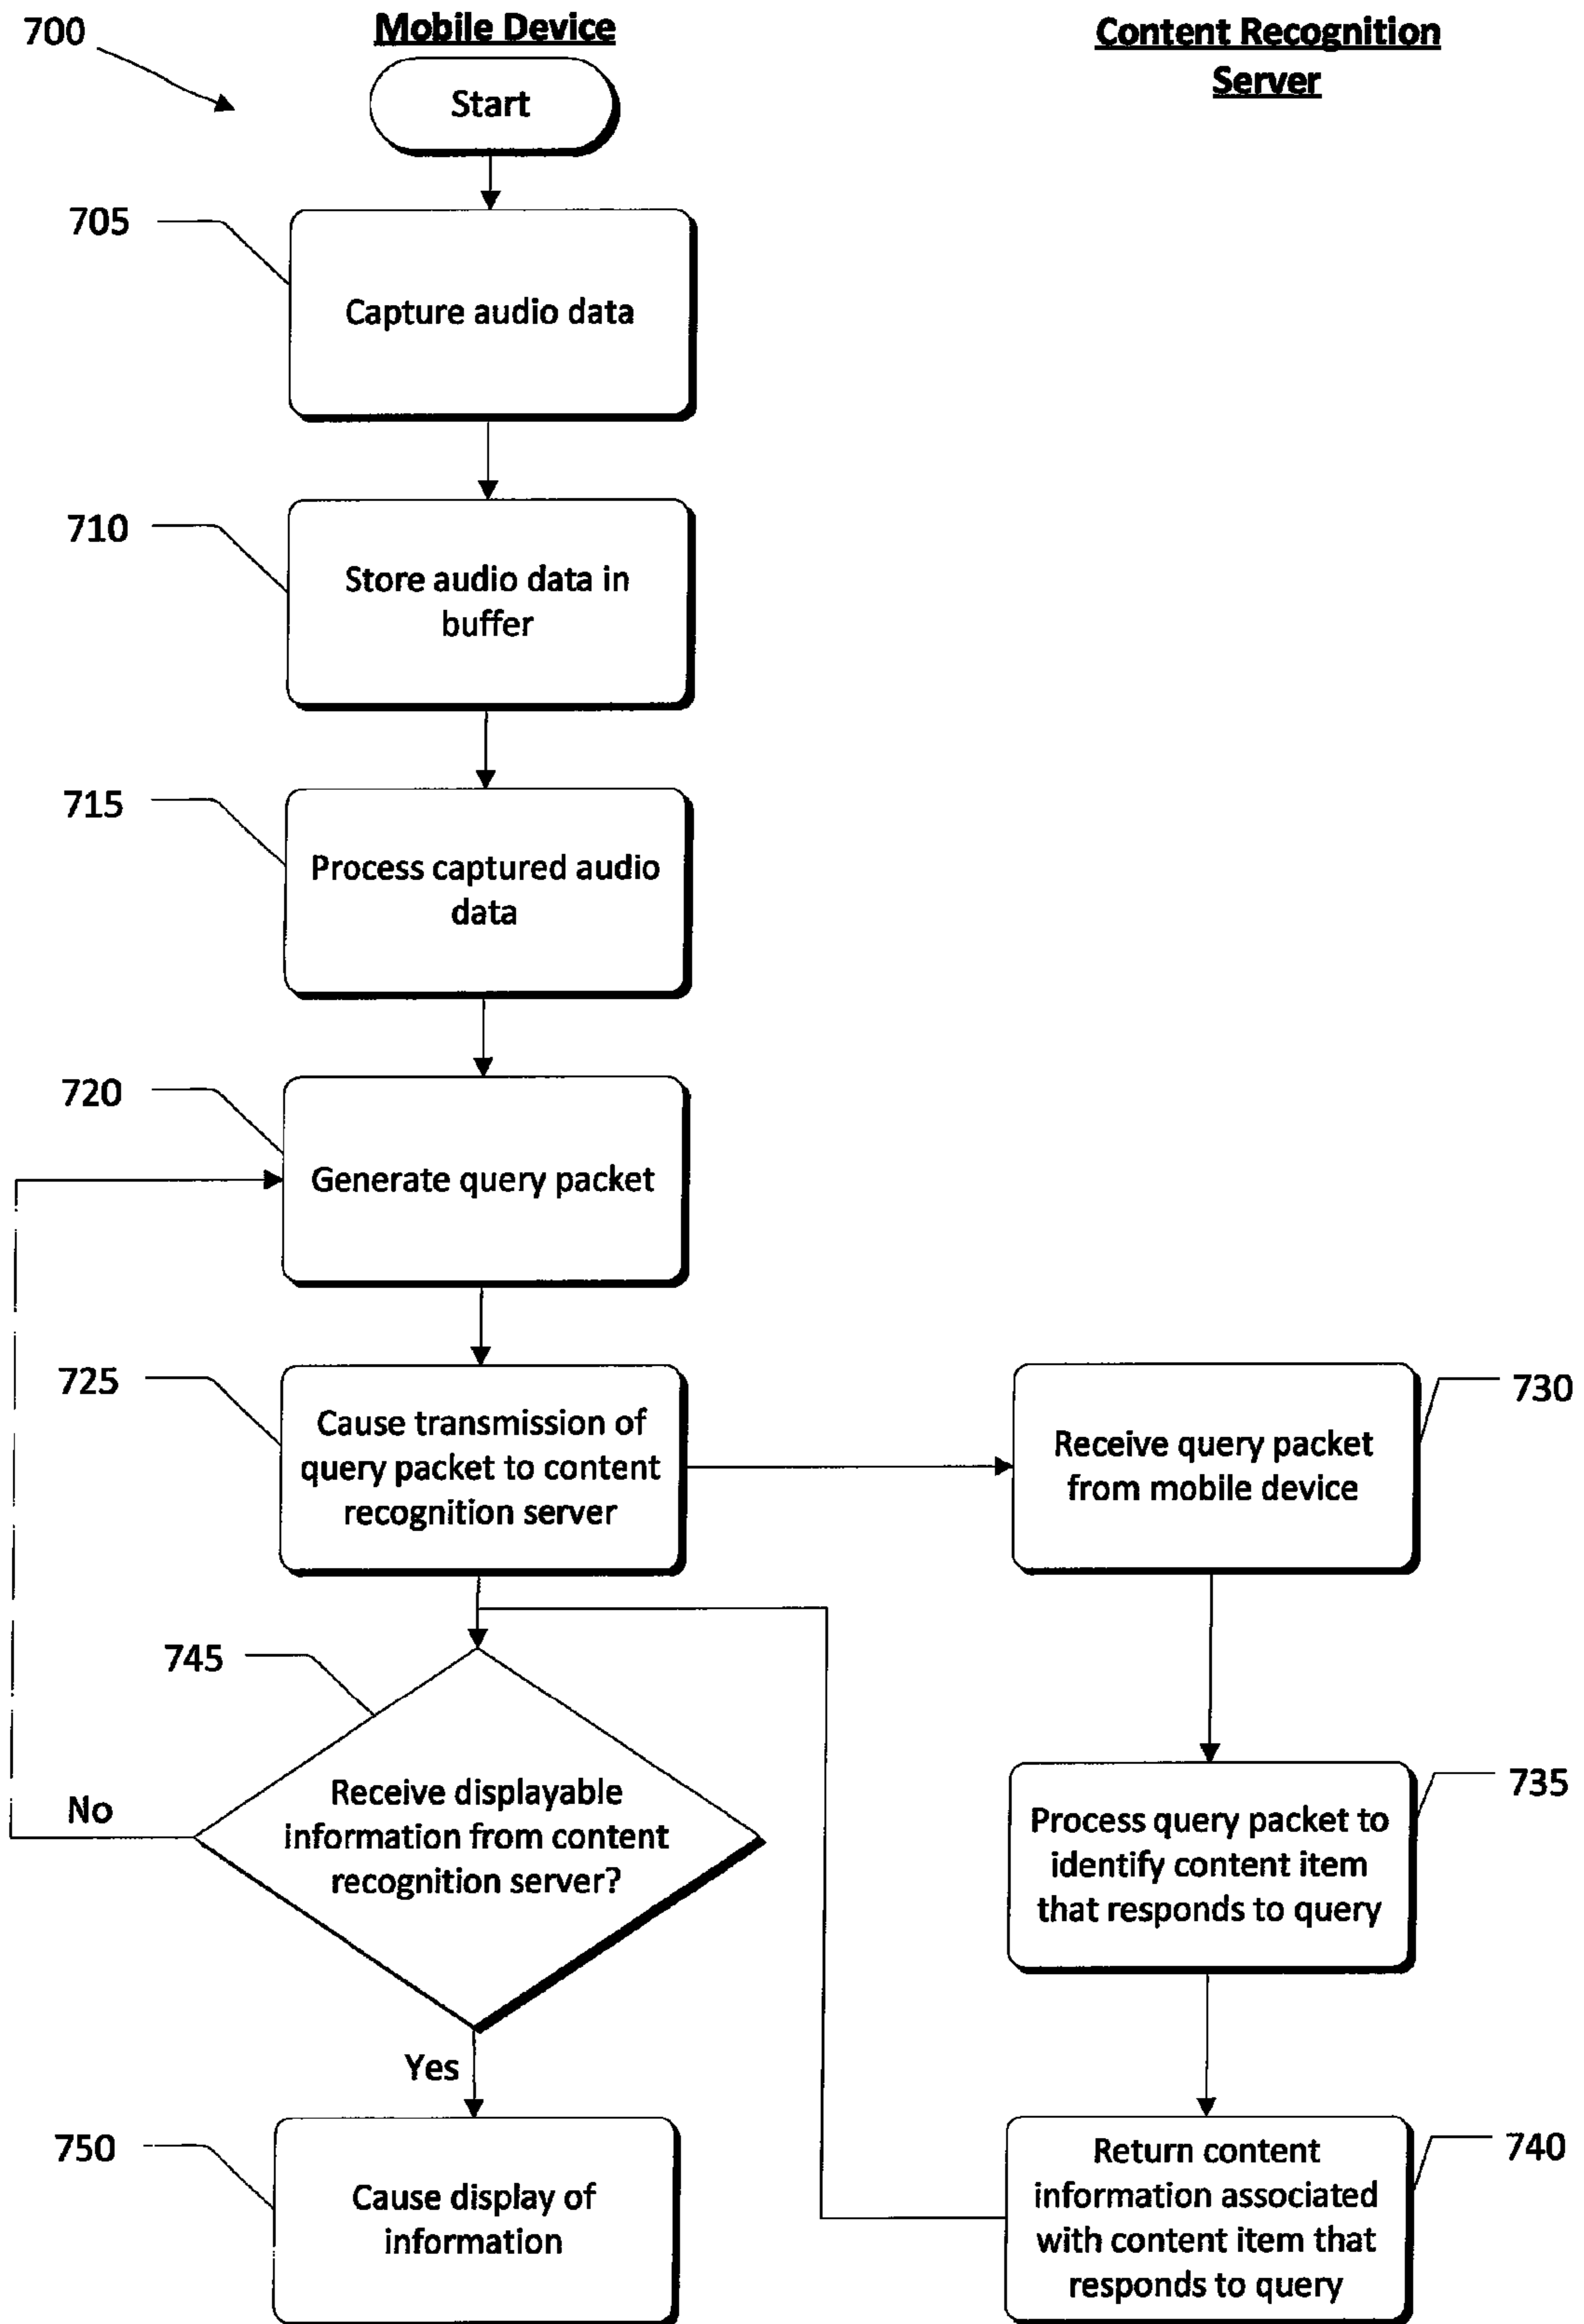 700
Mobile Device
Content Recognition
Server
Start
705
Capture audio data
710
Store audio data in
buffer
715
Process captured audio
data
720
Generate query packet
725
Cause transmission of
query packet to content
recognition server
730
Receive query packet
from mobile device
745
Receive displayable
information from content
recognition server?
No
Yes
735
Process query packet to
identify content item
that responds to query
750
Cause display of
information
740
Return content
information associated
with content item that
responds to query